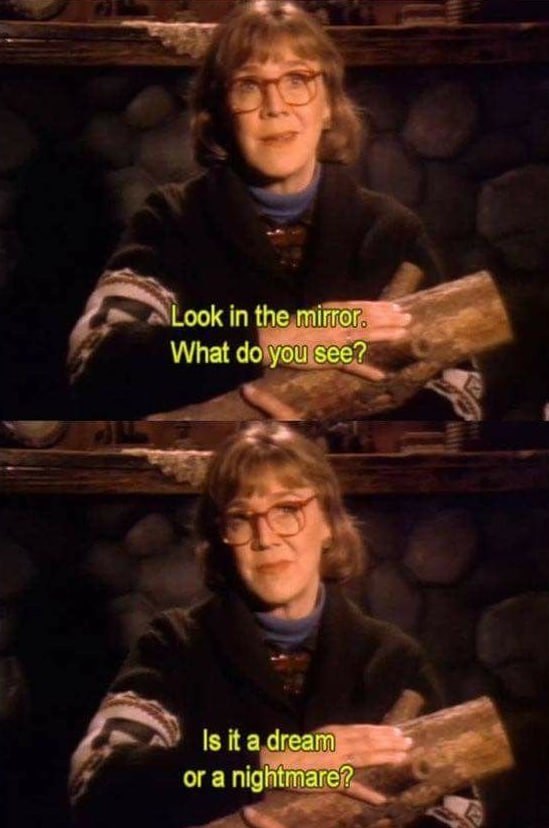 Look in the mirror.
What do you see?
Is it a dream
or a nightmare?